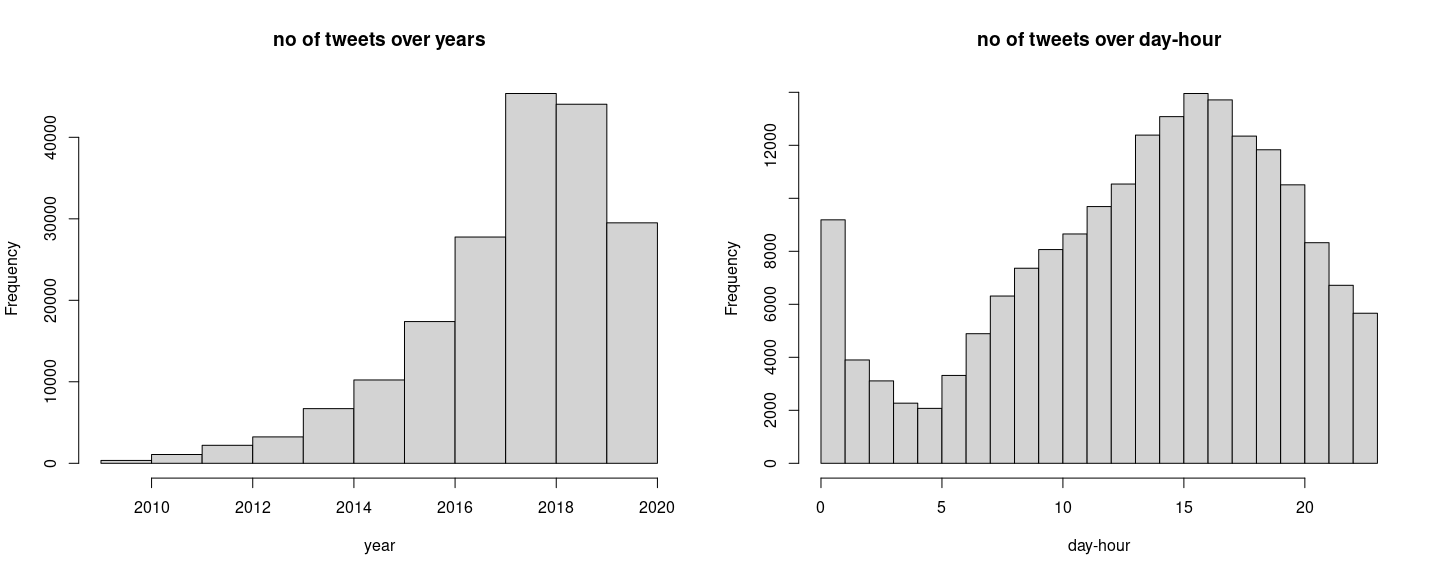 no of tweets over years
Frequency
40000
30000
20000
10000
0
2010 2012 2014 2016 2018 2020
year
no of tweets over day-hour
Frequency
12000
8000
6000
4000
2000
0
0 5 10 15 20
day-hour